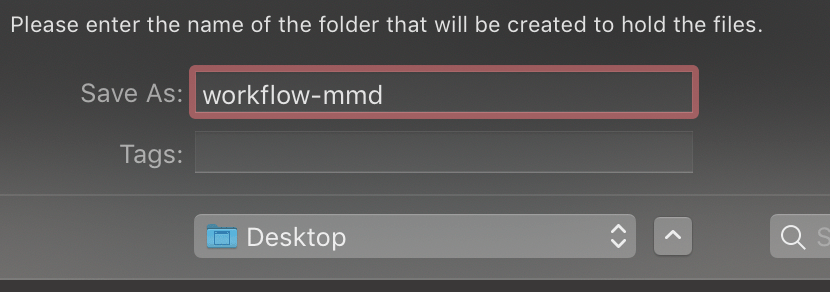 Please enter the name of the folder that will be created to hold the files.
Save As: workflow-mmd
Tags:
Desktop